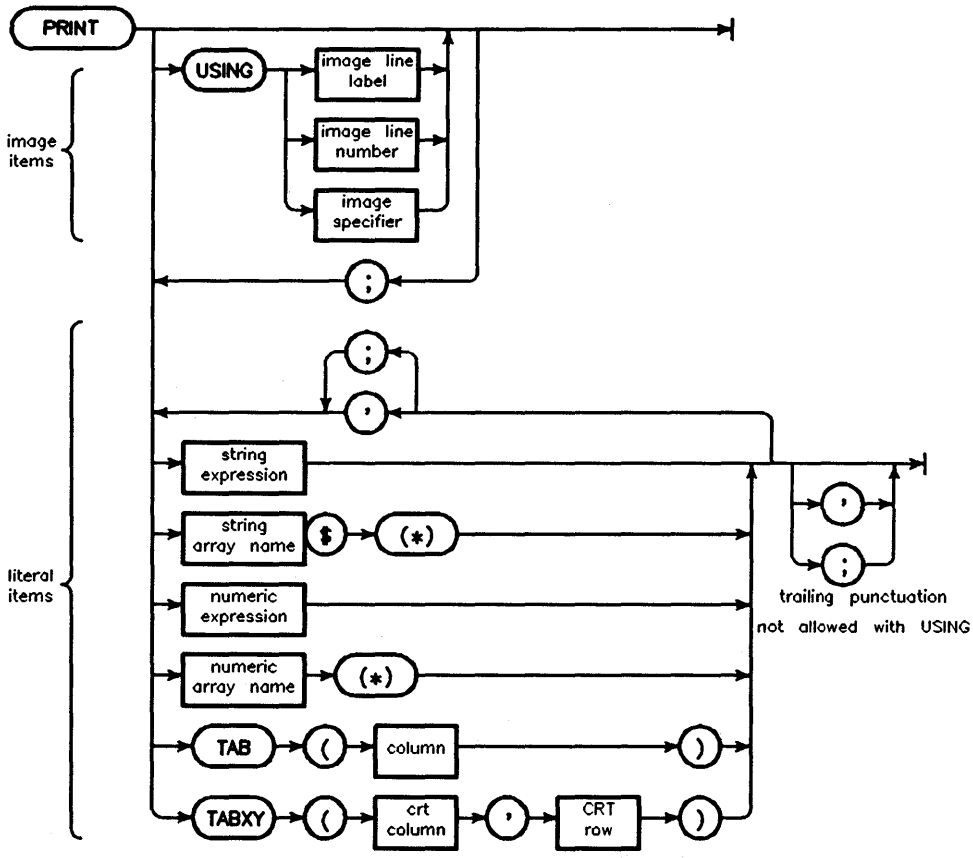 PRINT
USING
image line
label
image line
number
image
specifier
image
items
;
;
,
string
expression
string
array name
$
(*)
,
;
trailing punctuation
not allowed with USING
literal
items
numeric
expression
numeric
array name
(*)
TAB
(
column
)
TABXY
(
crt
column
,
CRT
row
)